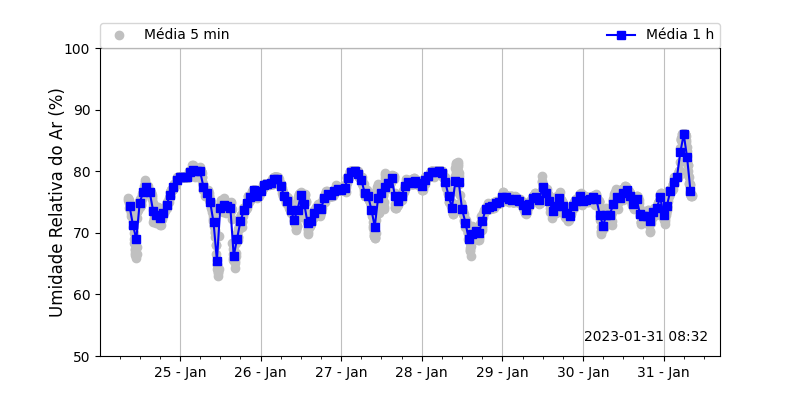 Média 5 min
Média 1 h
Umidade Relativa do Ar (%)
100
90
80
70
60
50
2023-01-31 08:32
25 - Jan
26 - Jan
27 - Jan
28 - Jan
29 - Jan
30 - Jan
31 - Jan